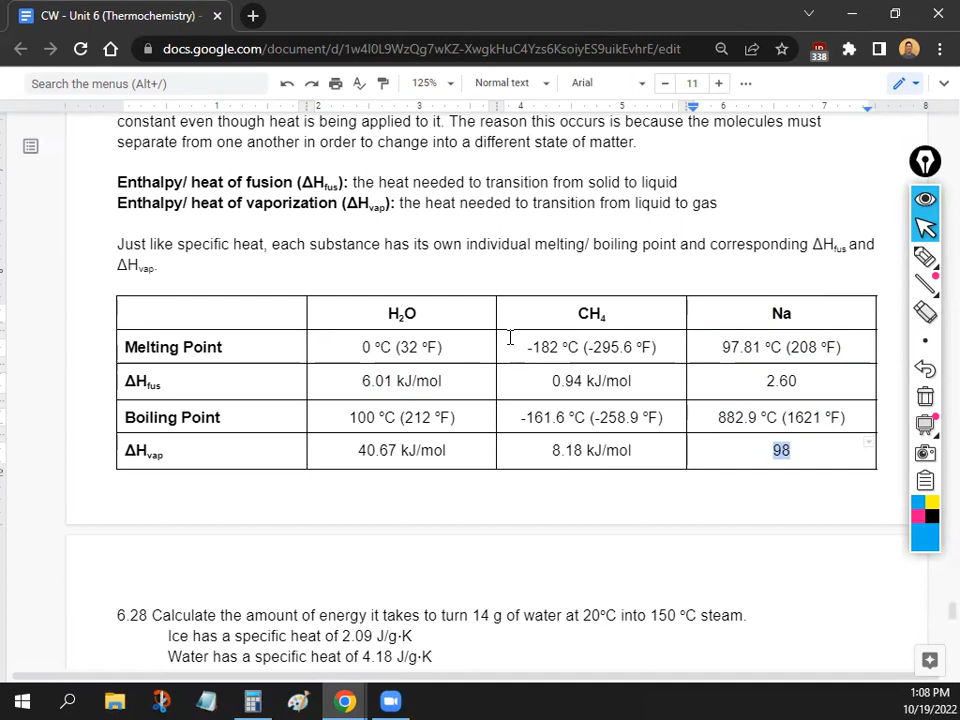 CW - Unit 6 (Thermochemistry) -
docs.google.com/document/d/1w4I0L9WzQg7wKZ-XwgkHuC4Yzs6KsoiyES9uikEvhrE/edit
338
Search the menus (Alt+/)
125%
Normal text
Arial
11
1 2 3 4 5 6 7 8
constant even though heat is being applied to it. The reason this occurs is because the molecules must
separate from one another in order to change into a different state of matter.
Enthalpy/ heat of fusion (ΔHfus): the heat needed to transition from solid to liquid
Enthalpy/ heat of vaporization (ΔHvap): the heat needed to transition from liquid to gas
Just like specific heat, each substance has its own individual melting/ boiling point and corresponding ΔHfus and
ΔHvap.
H₂O CH₄ Na
Melting Point 0 °C (32 °F) -182 °C (-295.6 °F) 97.81 °C (208 °F)
ΔHfus 6.01 kJ/mol 0.94 kJ/mol 2.60
Boiling Point 100 °C (212 °F) -161.6 °C (-258.9 °F) 882.9 °C (1621 °F)
ΔHvap 40.67 kJ/mol 8.18 kJ/mol 98
6.28 Calculate the amount of energy it takes to turn 14 g of water at 20°C into 150 °C steam.
Ice has a specific heat of 2.09 J/g·K
Water has a specific heat of 4.18 J/g·K
1:08 PM
10/19/2022